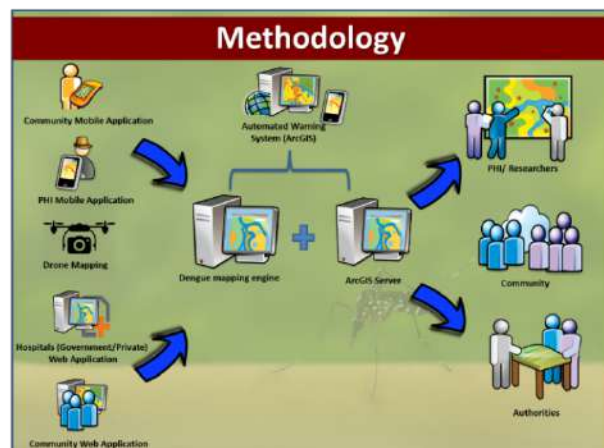 Methodology
Community Mobile Application
PHI Mobile Application
Drone Mapping
Hospitals (Government/Private)
Web Application
Community Web Application
Automated Warning
System (ArcGIS)
Dengue mapping engine
ArcGIS Server
PHI/ Researchers
Community
Authorities